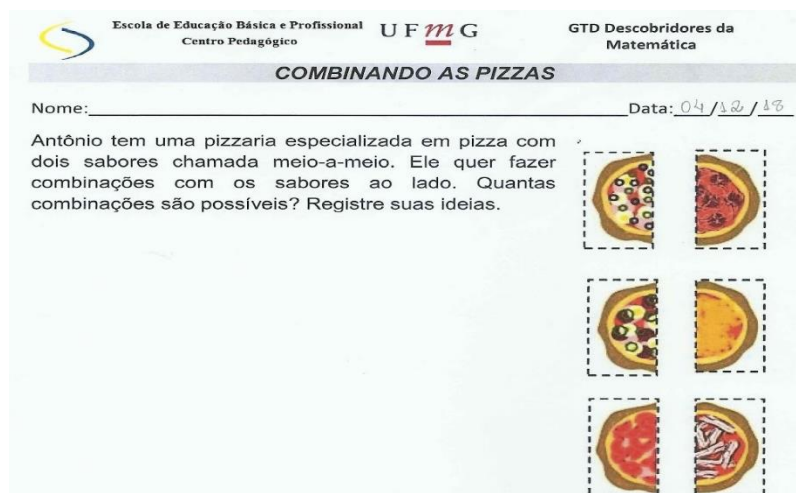 Escola de Educação Básica e Profissional
Centro Pedagógico
UFmG
GTD Descobridores da
Matemática
COMBINANDO AS PIZZAS
Nome:
Data: 04/12/18
Antônio tem uma pizzaria especializada em pizza com
dois sabores chamada meio-a-meio. Ele quer fazer
combinações com os sabores ao lado. Quantas
combinações são possíveis? Registre suas ideias.